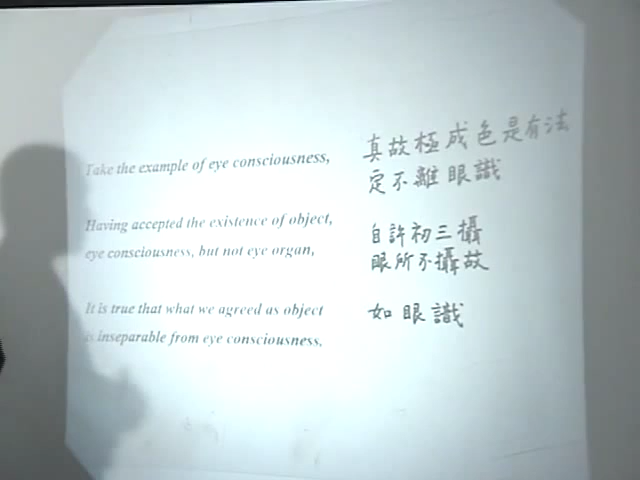 Take the example of eye consciousness,
Having accepted the existence of object,
eye consciousness, but not eye organ,
It is true that what we agreed as object
is inseparable from eye consciousness.
真故極成色是有法
定不離眼識
自許初三攝
眼所不攝故
如眼識